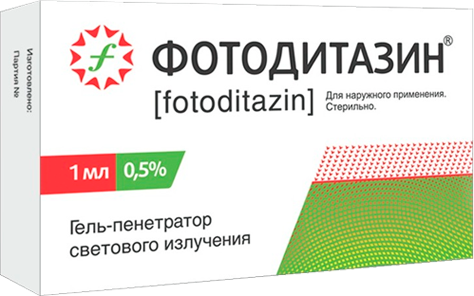 Изготовлено:
Партия №
f
ФОТОДИТАЗИН®
[fotoditazin]
Для наружного применения.
Стерильно.
1 мл 0,5%
Гель-пенетратор
светового излучения